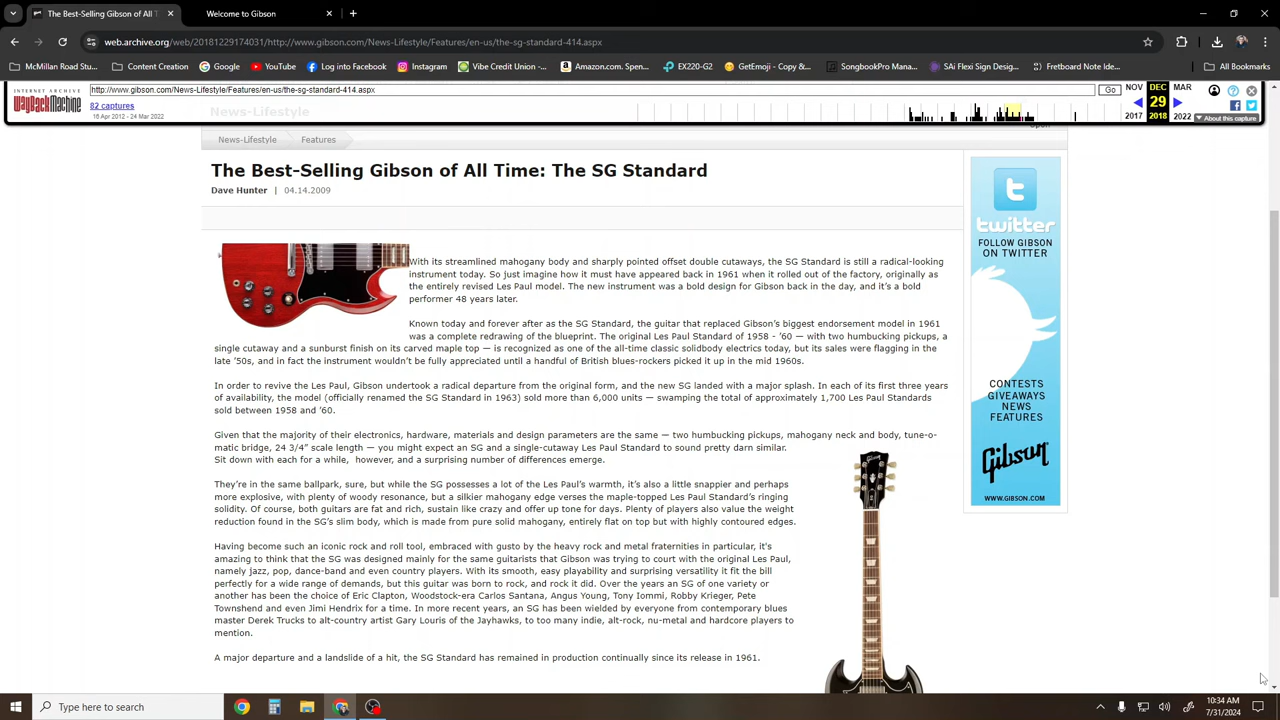 The Best-Selling Gibson of All T
Welcome to Gibson
web.archive.org/web/20181229174031/http://www.gibson.com/News-Lifestyle/Features/en-us/the-sg-standard-414.aspx
McMillan Road Stu...
Content Creation
Google
YouTube
Facebook
Instagram
Vibe Credit Union -...
Amazon.com. Spen...
EX320-G2
GetEmoji - Copy &...
SongbookPro Mana...
SAi Flexi Sign Desig...
Fretboard Note Ide...
All Bookmarks
INTERNET ARCHIVE
WayBackMachine
http://www.gibson.com/News-Lifestyle/Features/en-us/the-sg-standard-414.aspx
Go
NOV DEC MAR
82 captures
29
16 Apr 2012 - 24 Mar 2022
2017 2018 2022
About this capture
News-Lifestyle
News-Lifestyle
Features
The Best-Selling Gibson of All Time: The SG Standard
Dave Hunter | 04.14.2009
With its streamlined mahogany body and sharply pointed offset double cutaways, the SG Standard is still a radical-looking
instrument today. So just imagine how it must have appeared back in 1961 when it rolled out of the factory, originally as
the entirely revised Les Paul model. The new instrument was a bold design for Gibson back in the day, and it's a bold
performer 48 years later.
Known today and forever after as the SG Standard, the guitar that replaced Gibson's biggest endorsement model in 1961
was a complete redrawing of the blueprint. The original Les Paul Standard of 1958 - '60 — with two humbucking pickups, a
single cutaway and a sunburst finish on its carved maple top — is recognized as one of the all-time classic solidbody electrics today, but its sales were flagging in the
late '50s, and in fact the instrument wouldn't be fully appreciated until a handful of British blues-rockers picked it up in the mid 1960s.
In order to revive the Les Paul, Gibson undertook a radical departure from the original form, and the new SG landed with a major splash. In each of its first three years
of availability, the model (officially renamed the SG Standard in 1963) sold more than 6,000 units — swamping the total of approximately 1,700 Les Paul Standards
sold between 1958 and '60.
Given that the majority of their electronics, hardware, materials and design parameters are the same — two humbucking pickups, mahogany neck and body, tune-o-
matic bridge, 24 3/4" scale length — you might expect an SG and a single-cutaway Les Paul Standard to sound pretty darn similar.
Sit down with each for a while, however, and a surprising number of differences emerge.
They're in the same ballpark, sure, but while the SG possesses a lot of the Les Paul's warmth, it's also a little snappier and perhaps
more explosive, with plenty of woody resonance, but a silkier mahogany edge verses the maple-topped Les Paul Standard's ringing
solidity. Of course, both guitars are fat and rich, sustain like crazy and offer up tone for days. Plenty of players also value the weight
reduction found in the SG's slim body, which is made from pure solid mahogany, entirely flat on top but with highly contoured edges.
Having become such an iconic rock and roll tool, embraced with gusto by the heavy rock and metal fraternities in particular, it's
amazing to think that the SG was designed mainly for the same guitarists that Gibson was trying to court with the original Les Paul,
namely jazz, pop, dance-band and even country players. With its smooth, easy playability and surprising versatility it fit the bill
perfectly for a wide range of demands, but this guitar was born to rock, and rock it did. Over the years an SG of one variety or
another has been the choice of Eric Clapton, Woodstock-era Carlos Santana, Angus Young, Tony Iommi, Robby Krieger, Pete
Townshend and even Jimi Hendrix for a time. In more recent years, an SG has been wielded by everyone from contemporary blues
master Derek Trucks to alt-country artist Gary Louris of the Jayhawks, to too many indie, alt-rock, nu-metal and hardcore players to
mention.
A major departure and a landslide of a hit, the SG Standard has remained in production continually since its release in 1961.
twitter
FOLLOW GIBSON
ON TWITTER
CONTESTS
GIVEAWAYS
NEWS
FEATURES
Gibson
WWW.GIBSON.COM
Type here to search
10:34 AM
7/31/2024